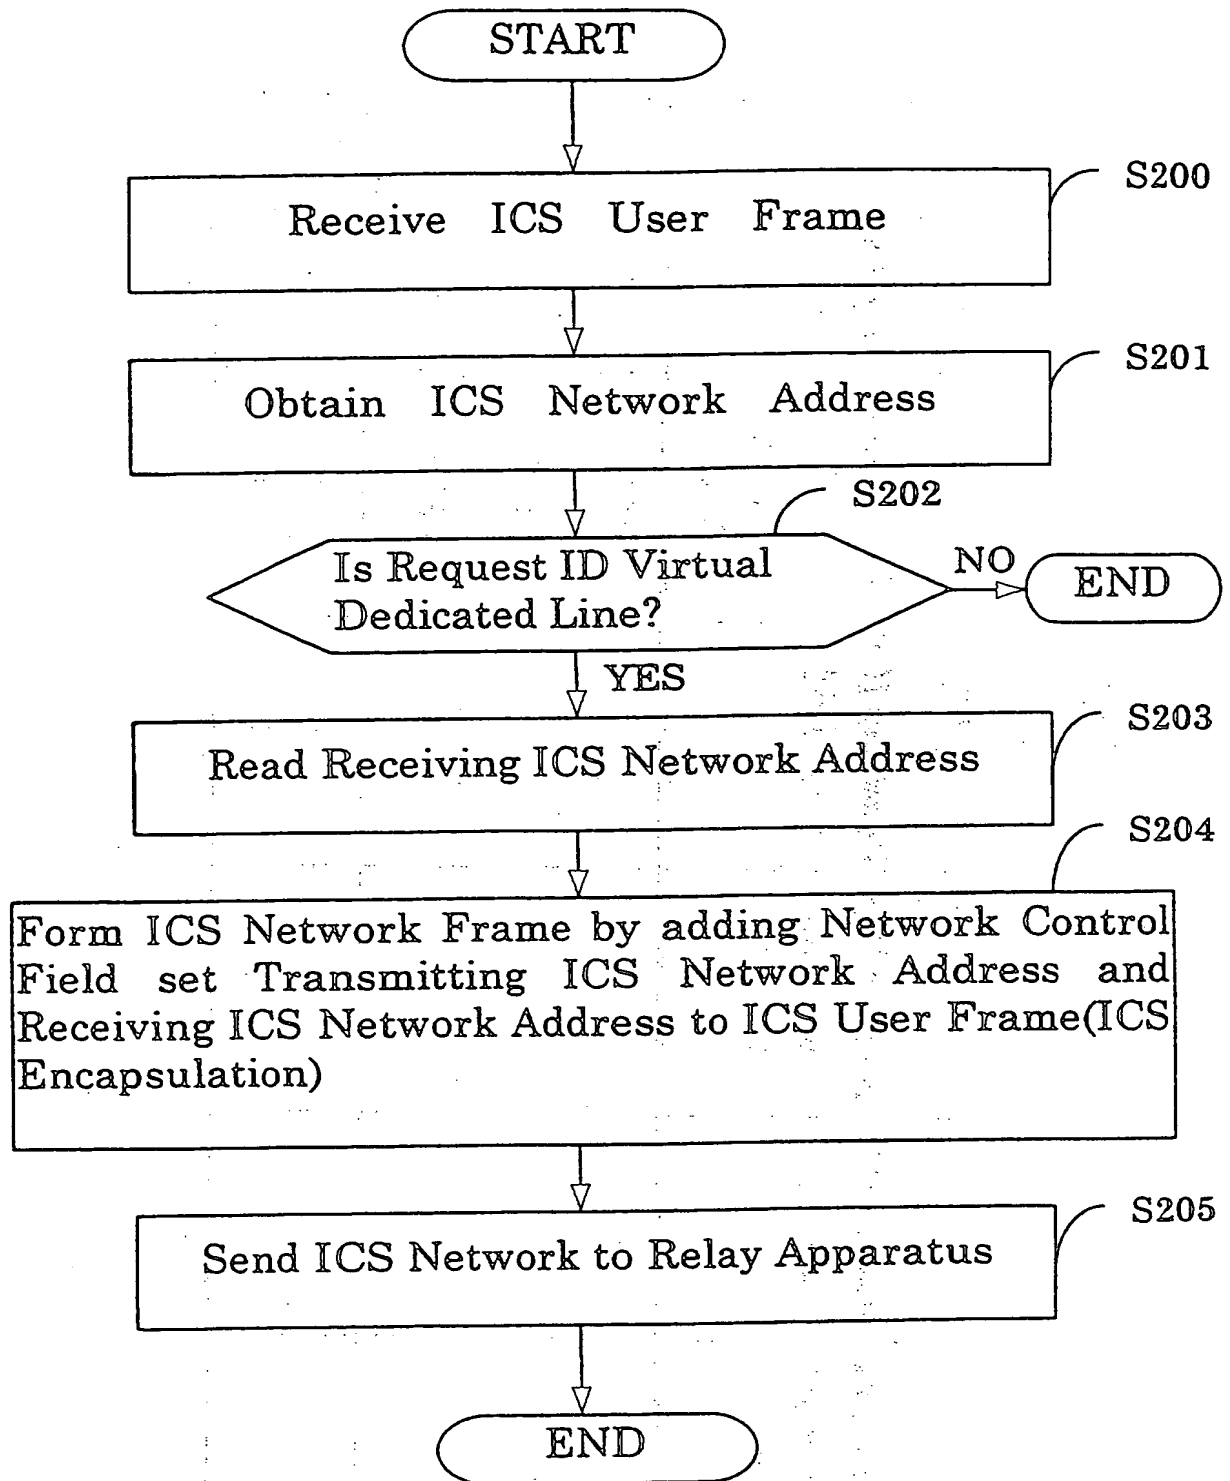 START
S200
Receive ICS User Frame
S201
Obtain ICS Network Address
S202
Is Request ID Virtual
Dedicated Line?
NO
END
YES
S203
Read Receiving ICS Network Address
S204
Form ICS Network Frame by adding Network Control
Field set Transmitting ICS Network Address and
Receiving ICS Network Address to ICS User Frame(ICS
Encapsulation)
S205
Send ICS Network to Relay Apparatus
END